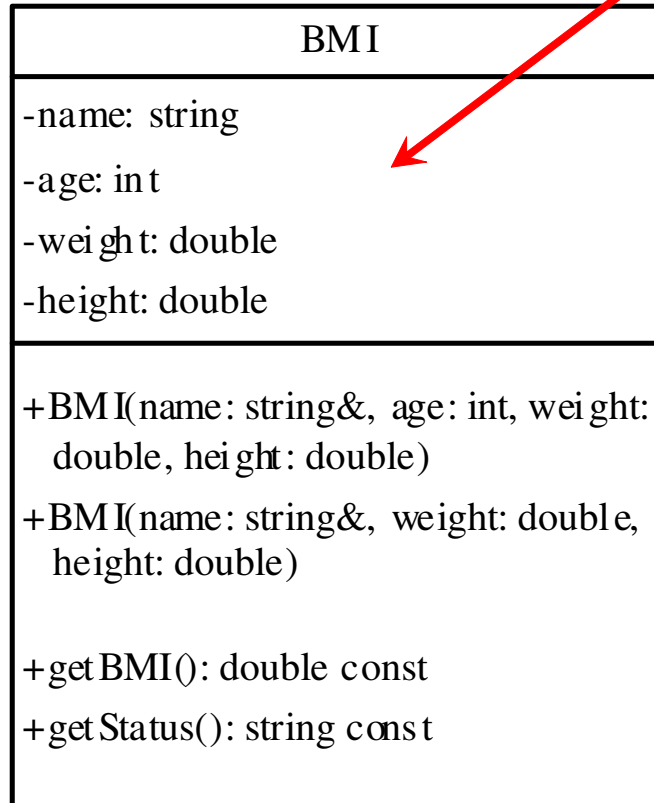 BMI
-name: string
-age: int
-weight: double
-height: double
+BMI(name: string&, age: int, weight:
double, height: double)
+BMI(name: string&, weight: double,
height: double)
+getBMI(): double const
+getStatus(): string const